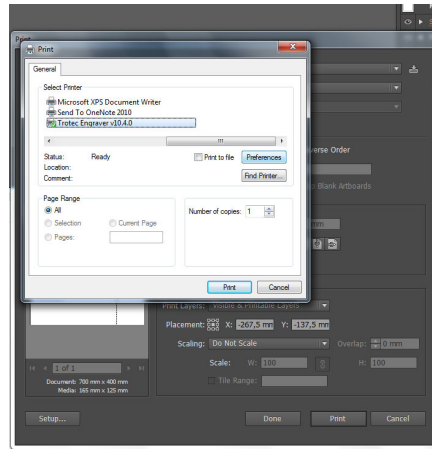 Print
Print
General
Select Printer
Microsoft XPS Document Writer
Send To OneNote 2010
Trotec Engraver v10.4.0
Status: Ready
Print to file
Preferences
Location:
Comment:
Find Printer...
Page Range
All
Selection
Current Page
Pages:
Number of copies: 1
Print
Cancel
verse Order
Blank Artboards
mm
Print Layers: Visible & Printable Layers
Placement: X: -267,5 mm Y: -137,5 mm
Scaling: Do Not Scale Overlap: 0 mm
Scale: W: 100 H: 100
Tile Range:
1 of 1
Document: 700 mm x 400 mm
Media: 165 mm x 125 mm
Setup...
Done
Print
Cancel